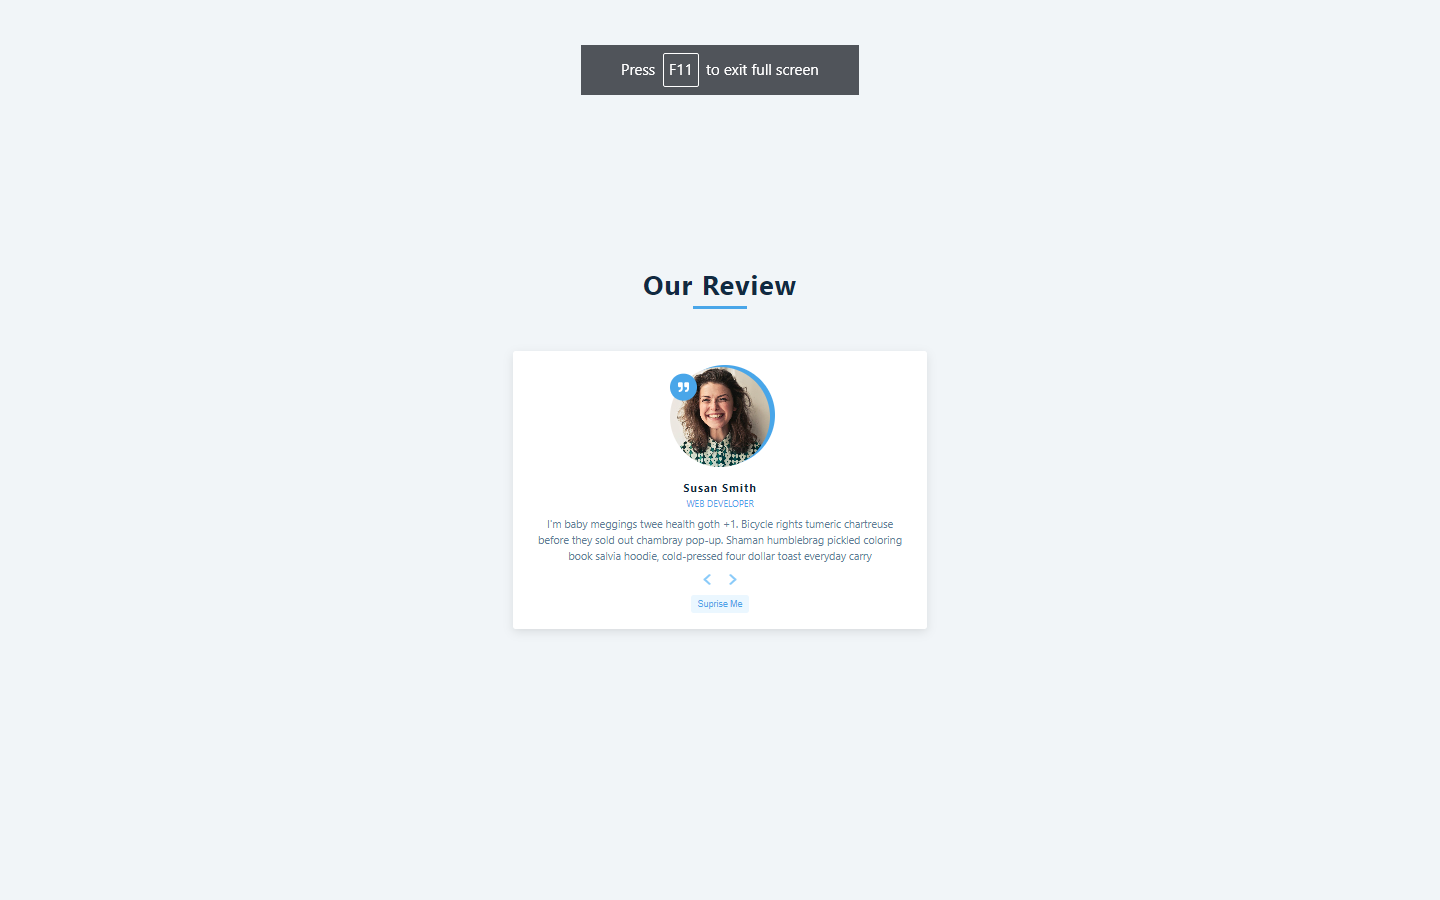 Press F11 to exit full screen
Our Review
Susan Smith
WEB DEVELOPER
I'm baby meggings twee health goth +1. Bicycle rights tumeric chartreuse
before they sold out chambray pop-up. Shaman humblebrag pickled coloring
book salvia hoodie, cold-pressed four dollar toast everyday carry
Suprise Me